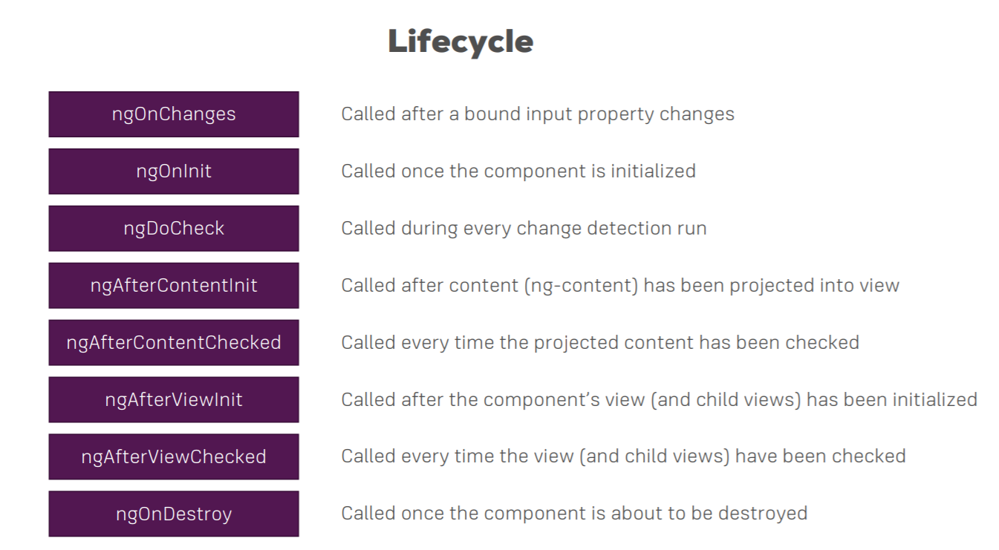 Lifecycle
ngOnChanges Called after a bound input property changes
ngOnInit Called once the component is initialized
ngDoCheck Called during every change detection run
ngAfterContentInit Called after content (ng-content) has been projected into view
ngAfterContentChecked Called every time the projected content has been checked
ngAfterViewInit Called after the component’s view (and child views) has been initialized
ngAfterViewChecked Called every time the view (and child views) have been checked
ngOnDestroy Called once the component is about to be destroyed